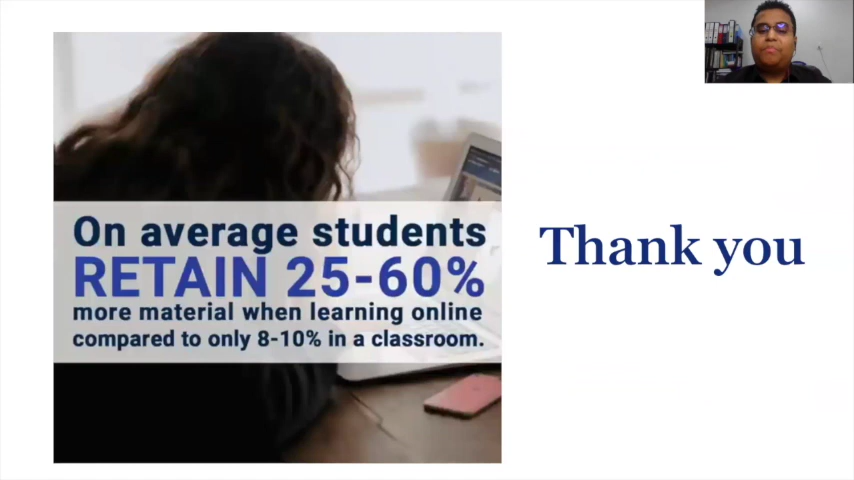 On average students
RETAIN 25-60%
more material when learning online
compared to only 8-10% in a classroom.
Thank you